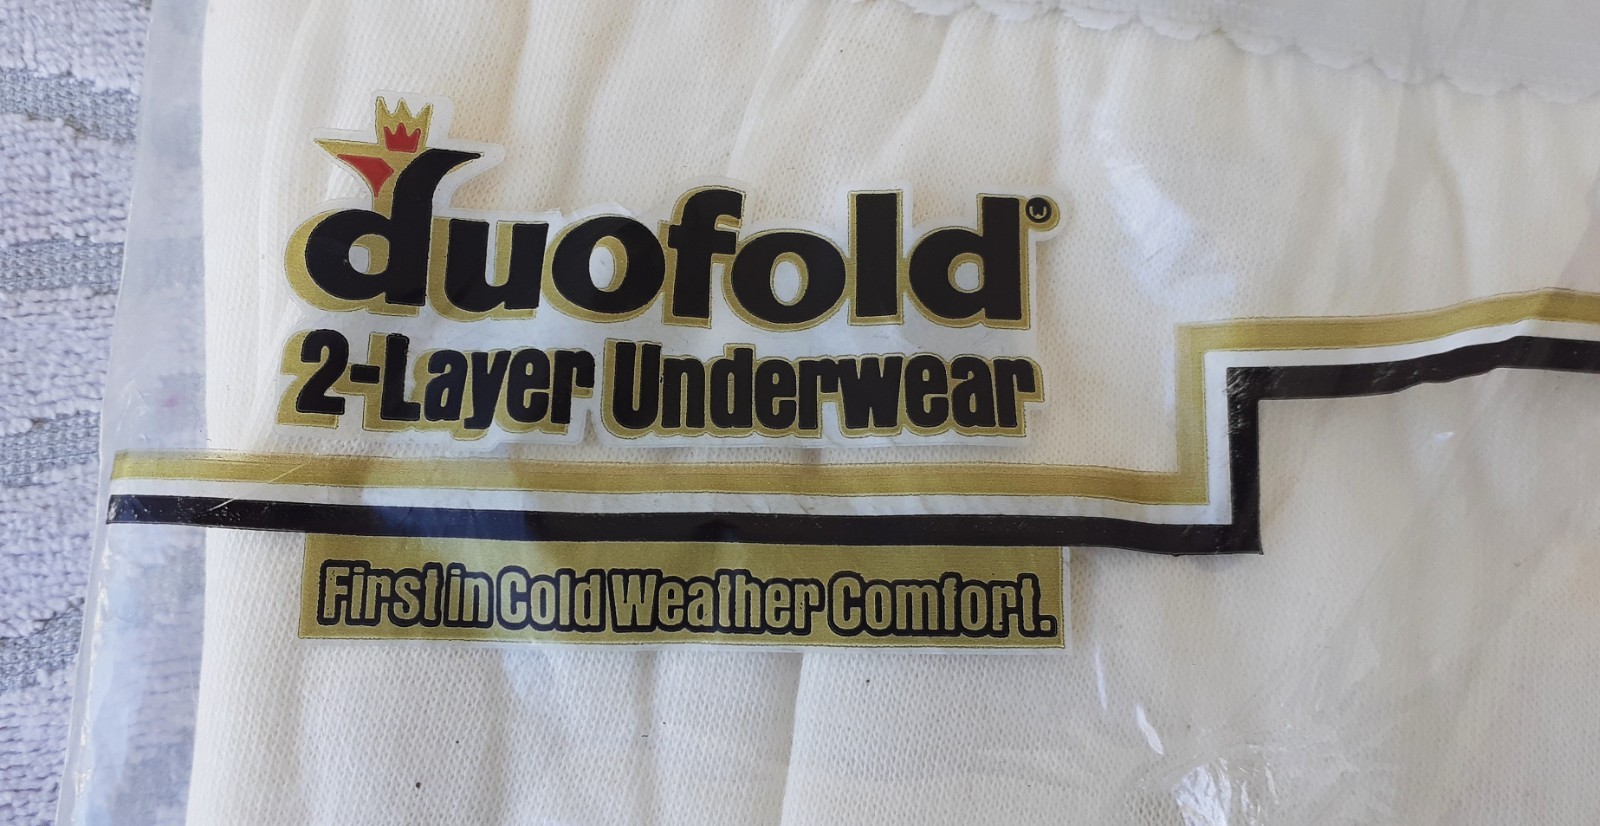 duofold
2-Layer Underwear
First in Cold Weather Comfort.